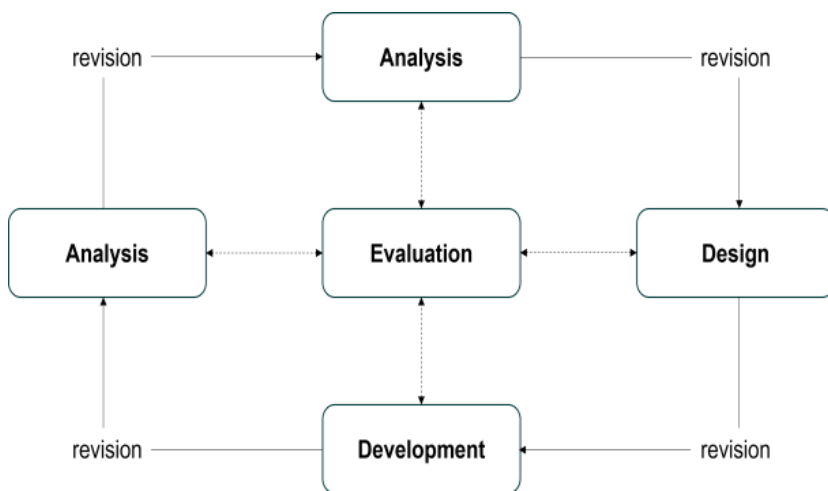 revision
Analysis
revision
Analysis
Evaluation
Design
revision
Development
revision